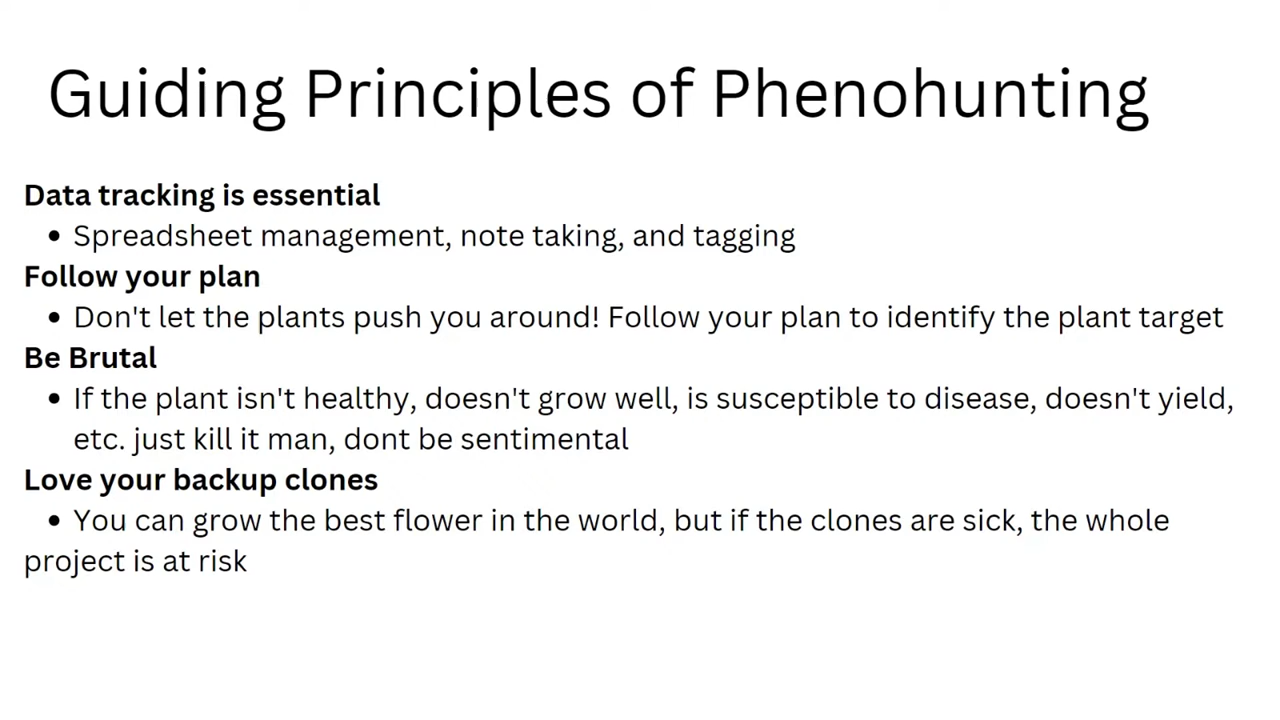 Guiding Principles of Phenohunting
Data tracking is essential
• Spreadsheet management, note taking, and tagging
Follow your plan
• Don't let the plants push you around! Follow your plan to identify the plant target
Be Brutal
• If the plant isn't healthy, doesn't grow well, is susceptible to disease, doesn't yield,
etc. just kill it man, dont be sentimental
Love your backup clones
• You can grow the best flower in the world, but if the clones are sick, the whole
project is at risk